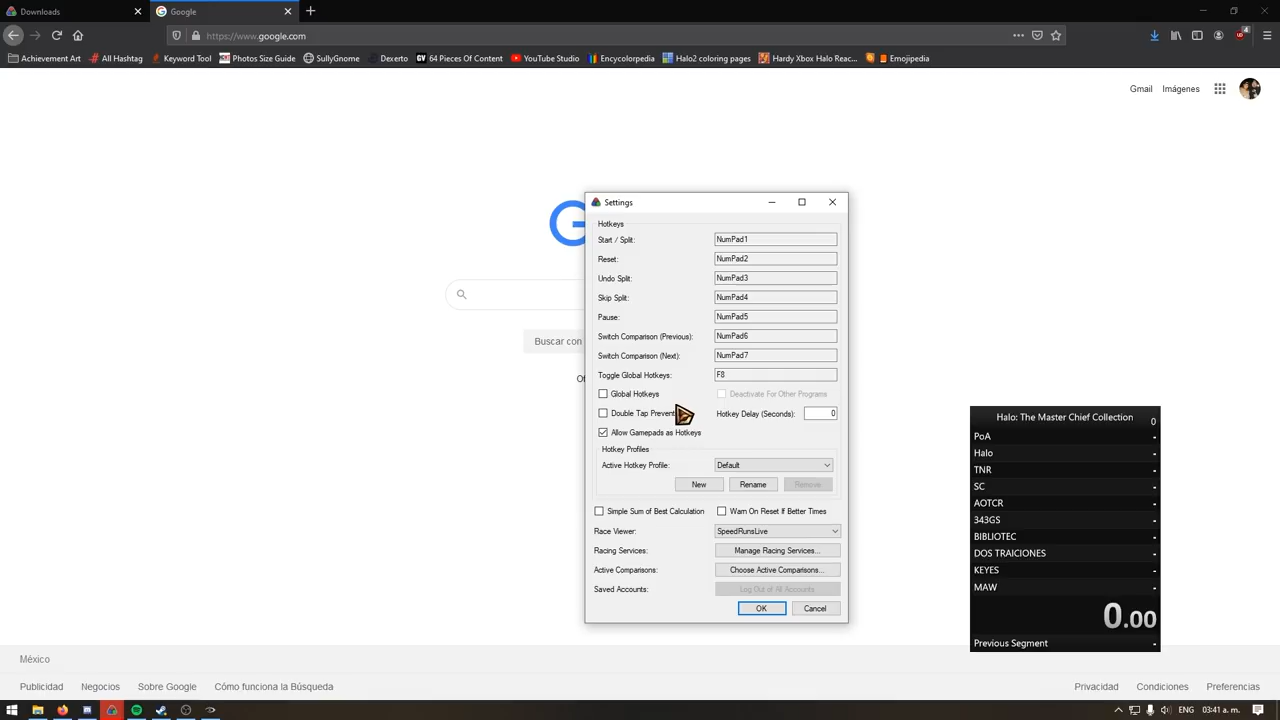 Downloads
Google
https://www.google.com
Achievement Art
All Hashtag
Keyword Tool
Photos Size Guide
SullyGnome
Dexerto
64 Pieces Of Content
YouTube Studio
Encycolorpedia
Halo2 coloring pages
Hardy Xbox Halo Reac...
Emojipedia
Gmail
Imágenes
Buscar con
Of
Settings
Hotkeys
Start / Split: NumPad1
Reset: NumPad2
Undo Split: NumPad3
Skip Split: NumPad4
Pause: NumPad5
Switch Comparison (Previous): NumPad6
Switch Comparison (Next): NumPad7
Toggle Global Hotkeys: F8
Global Hotkeys
Deactivate For Other Programs
Double Tap Prevent
Hotkey Delay (Seconds): 0
Allow Gamepads as Hotkeys
Hotkey Profiles
Active Hotkey Profile: Default
New Rename Remove
Simple Sum of Best Calculation
Warn On Reset If Better Times
Race Viewer: SpeedRunsLive
Racing Services: Manage Racing Services...
Active Comparisons: Choose Active Comparisons...
Saved Accounts: Log Out of All Accounts
OK Cancel
Halo: The Master Chief Collection 0
PoA -
Halo -
TNR -
SC -
AOTCR -
343GS -
BIBLIOTEC -
DOS TRAICIONES -
KEYES -
MAW -
0.00
Previous Segment -
México
Publicidad
Negocios
Sobre Google
Cómo funciona la Búsqueda
Privacidad
Condiciones
Preferencias
ENG
03:41 a. m.